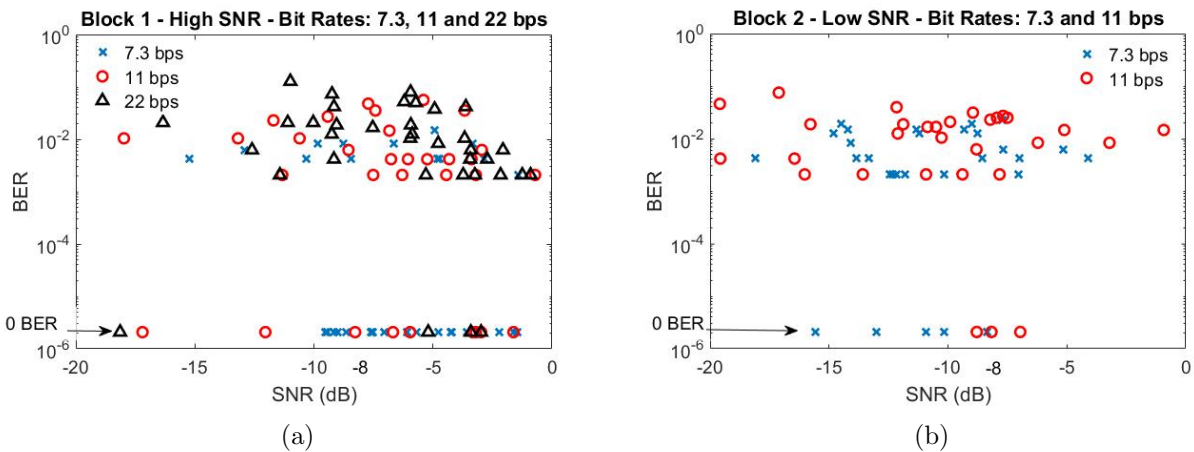 Block 1 - High SNR - Bit Rates: 7.3, 11 and 22 bps
10^0
10^-2
10^-4
10^-6
BER
0 BER
7.3 bps
11 bps
22 bps
-20
-15
-10
-8
-5
0
SNR (dB)
(a)
Block 2 - Low SNR - Bit Rates: 7.3 and 11 bps
10^0
10^-2
10^-4
10^-6
BER
0 BER
7.3 bps
11 bps
-20
-15
-10
-8
-5
0
SNR (dB)
(b)